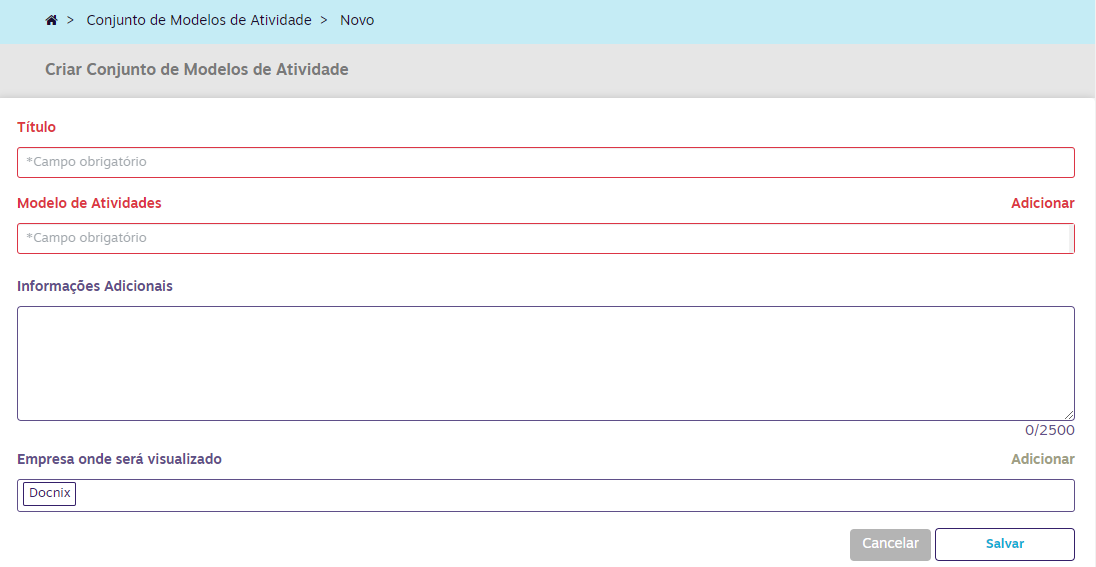 > Conjunto de Modelos de Atividade > Novo
Criar Conjunto de Modelos de Atividade
Título
*Campo obrigatório
Modelo de Atividades Adicionar
*Campo obrigatório
Informações Adicionais
0/2500
Empresa onde será visualizado Adicionar
Docnix
Cancelar Salvar